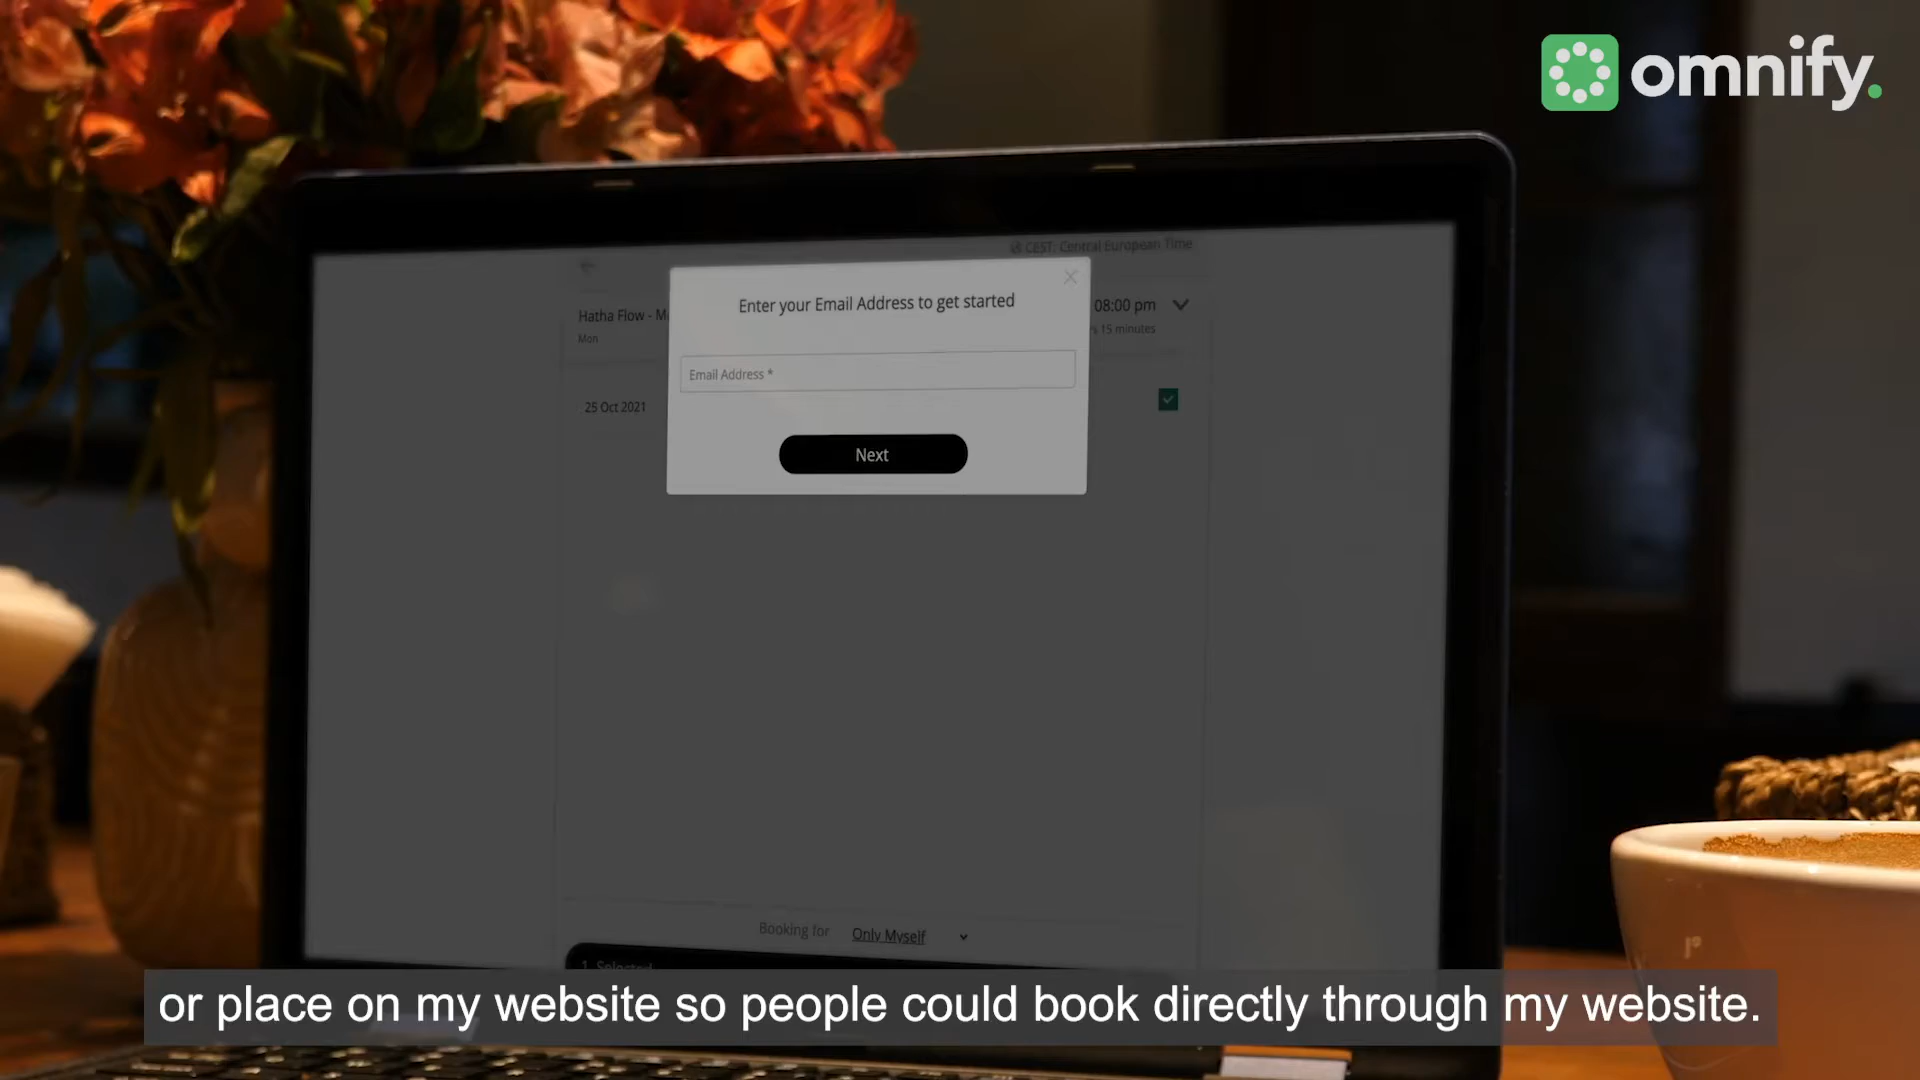 omnify.
CEST: Central European Time
Enter your Email Address to get started
Hatha Flow - M
08:00 pm
Mon
15 minutes
Email Address *
25 Oct 2021
Next
Booking for Only Myself
1 Selected
or place on my website so people could book directly through my website.